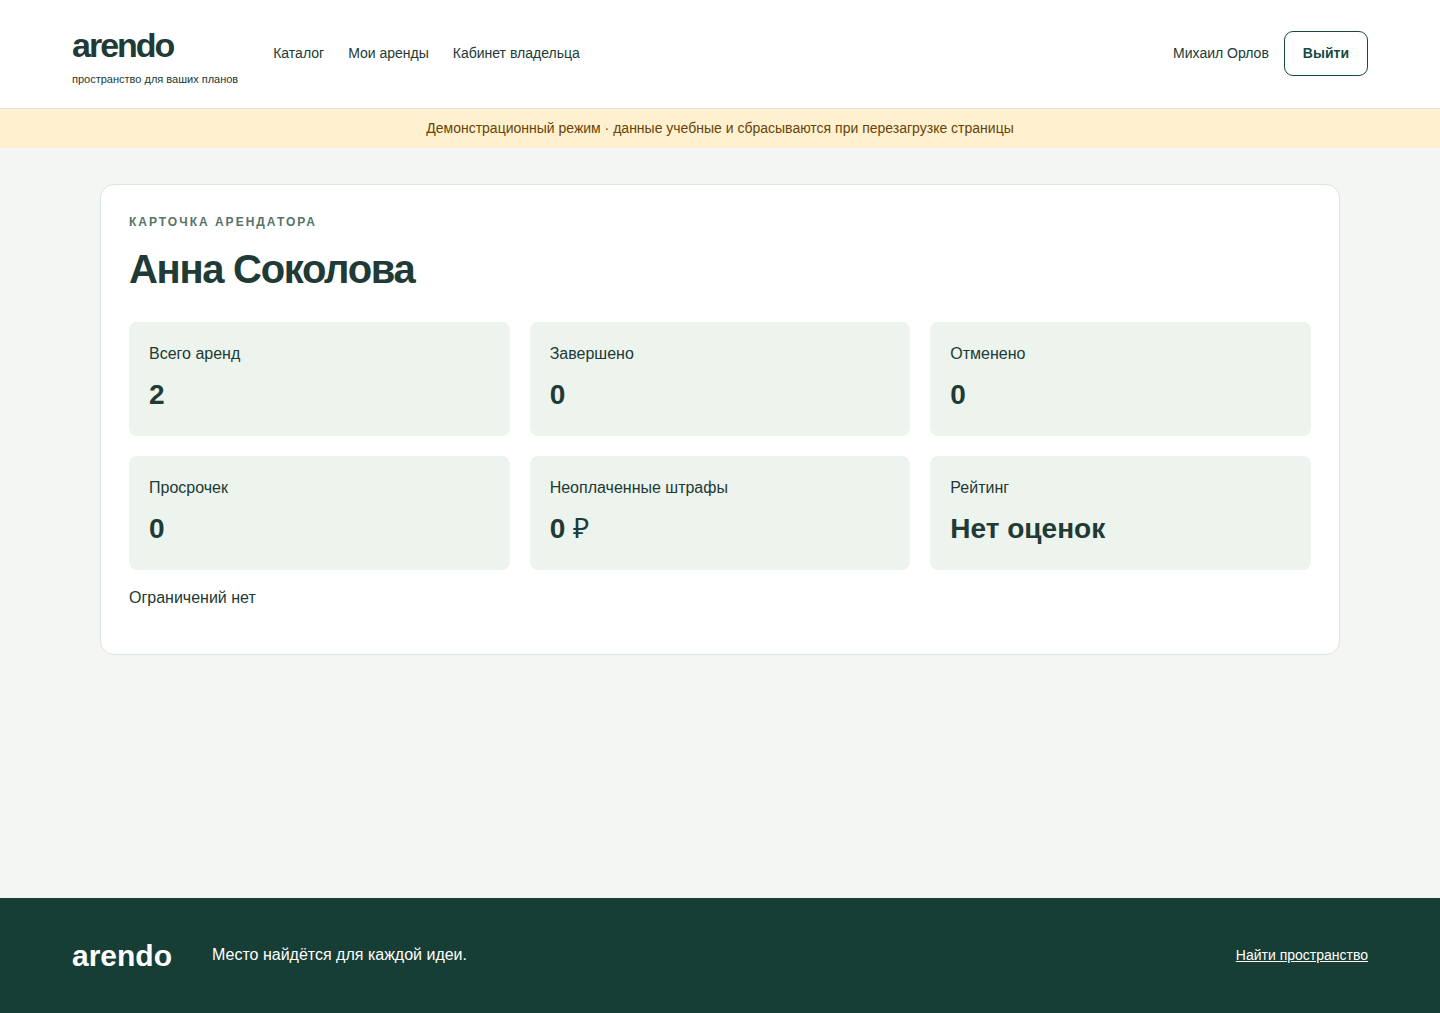 arendo
пространство для ваших планов
Каталог
Мои аренды
Кабинет владельца
Михаил Орлов
Выйти
Демонстрационный режим · данные учебные и сбрасываются при перезагрузке страницы
КАРТОЧКА АРЕНДАТОРА
Анна Соколова
Всего аренд
2
Завершено
0
Отменено
0
Просрочек
0
Неоплаченные штрафы
0 ₽
Рейтинг
Нет оценок
Ограничений нет
arendo
Место найдётся для каждой идеи.
Найти пространство